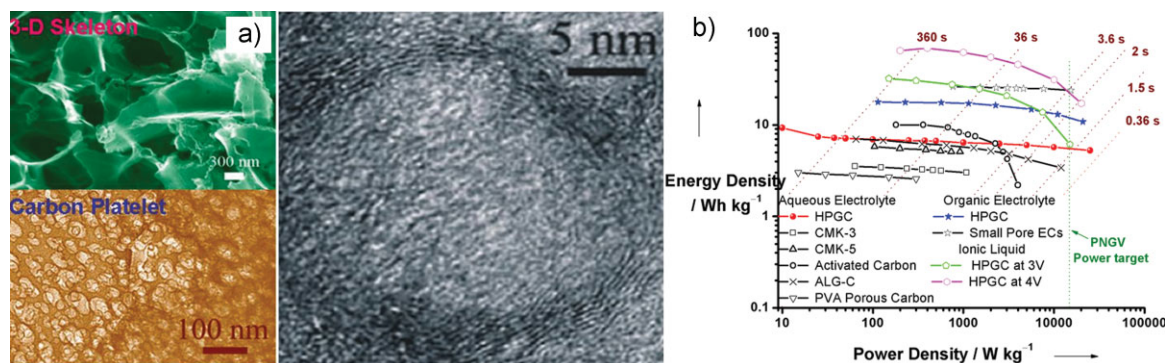 3-D Skeleton
a)
300 nm
Carbon Platelet
100 nm
5 nm
b)
100
10
1
0.1
Energy Density
/ Wh kg⁻¹
360 s
36 s
3.6 s
2 s
1.5 s
0.36 s
Aqueous Electrolyte
HPGC
CMK-3
CMK-5
Activated Carbon
ALG-C
PVA Porous Carbon
Organic Electrolyte
HPGC
Small Pore ECs
Ionic Liquid
HPGC at 3V
HPGC at 4V
PNGV
Power target
10
100
1000
10000
100000
Power Density / W kg⁻¹